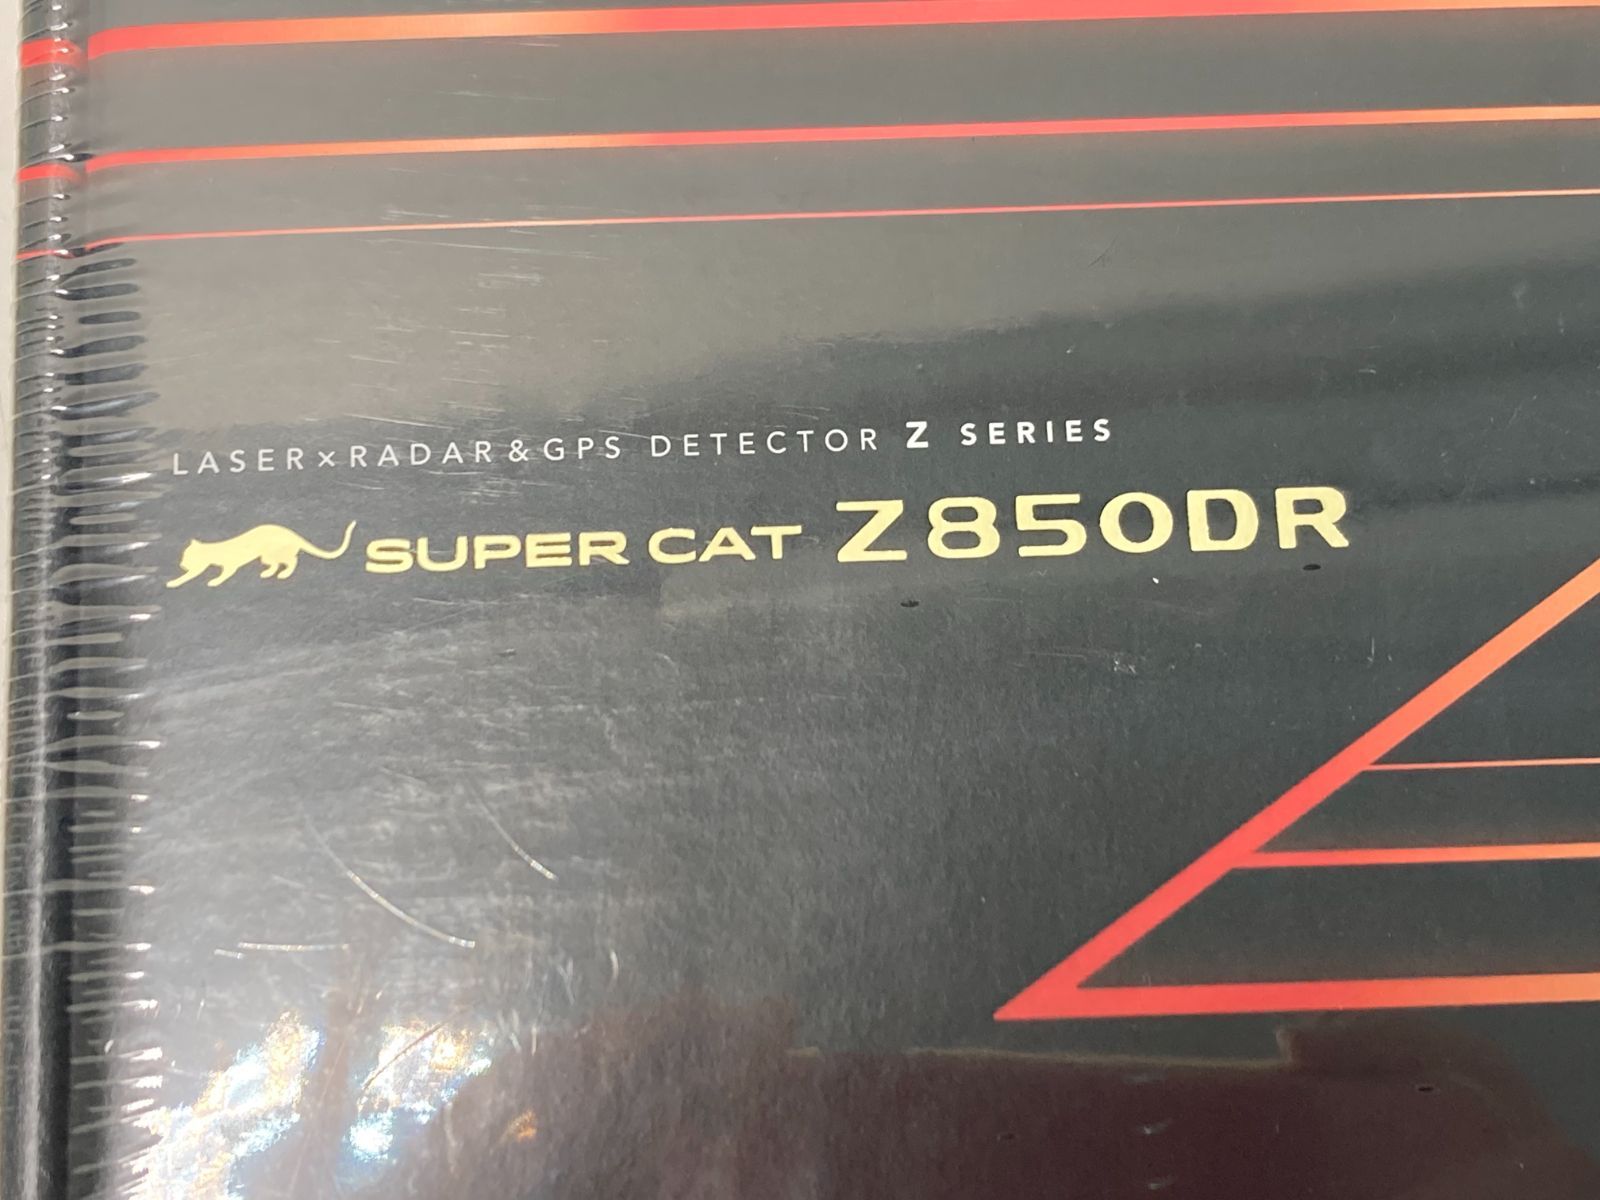 LASER×RADAR&GPS DETECTOR Z SERIES
SUPER CAT Z850DR